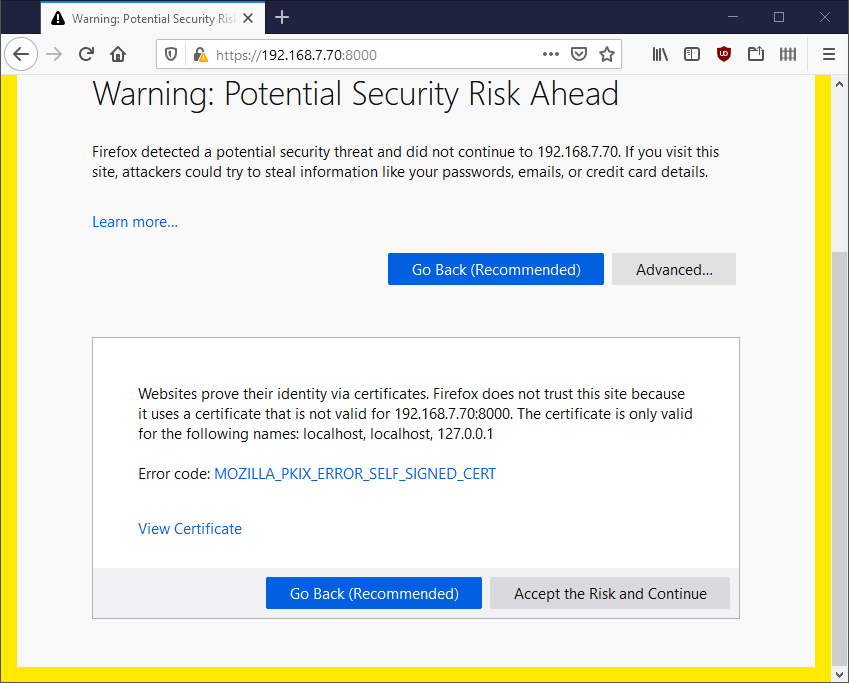 Warning: Potential Security Ris
https://192.168.7.70:8000
Warning: Potential Security Risk Ahead
Firefox detected a potential security threat and did not continue to 192.168.7.70. If you visit this
site, attackers could try to steal information like your passwords, emails, or credit card details.
Learn more...
Go Back (Recommended)
Advanced...
Websites prove their identity via certificates. Firefox does not trust this site because
it uses a certificate that is not valid for 192.168.7.70:8000. The certificate is only valid
for the following names: localhost, localhost, 127.0.0.1
Error code: MOZILLA_PKIX_ERROR_SELF_SIGNED_CERT
View Certificate
Go Back (Recommended)
Accept the Risk and Continue